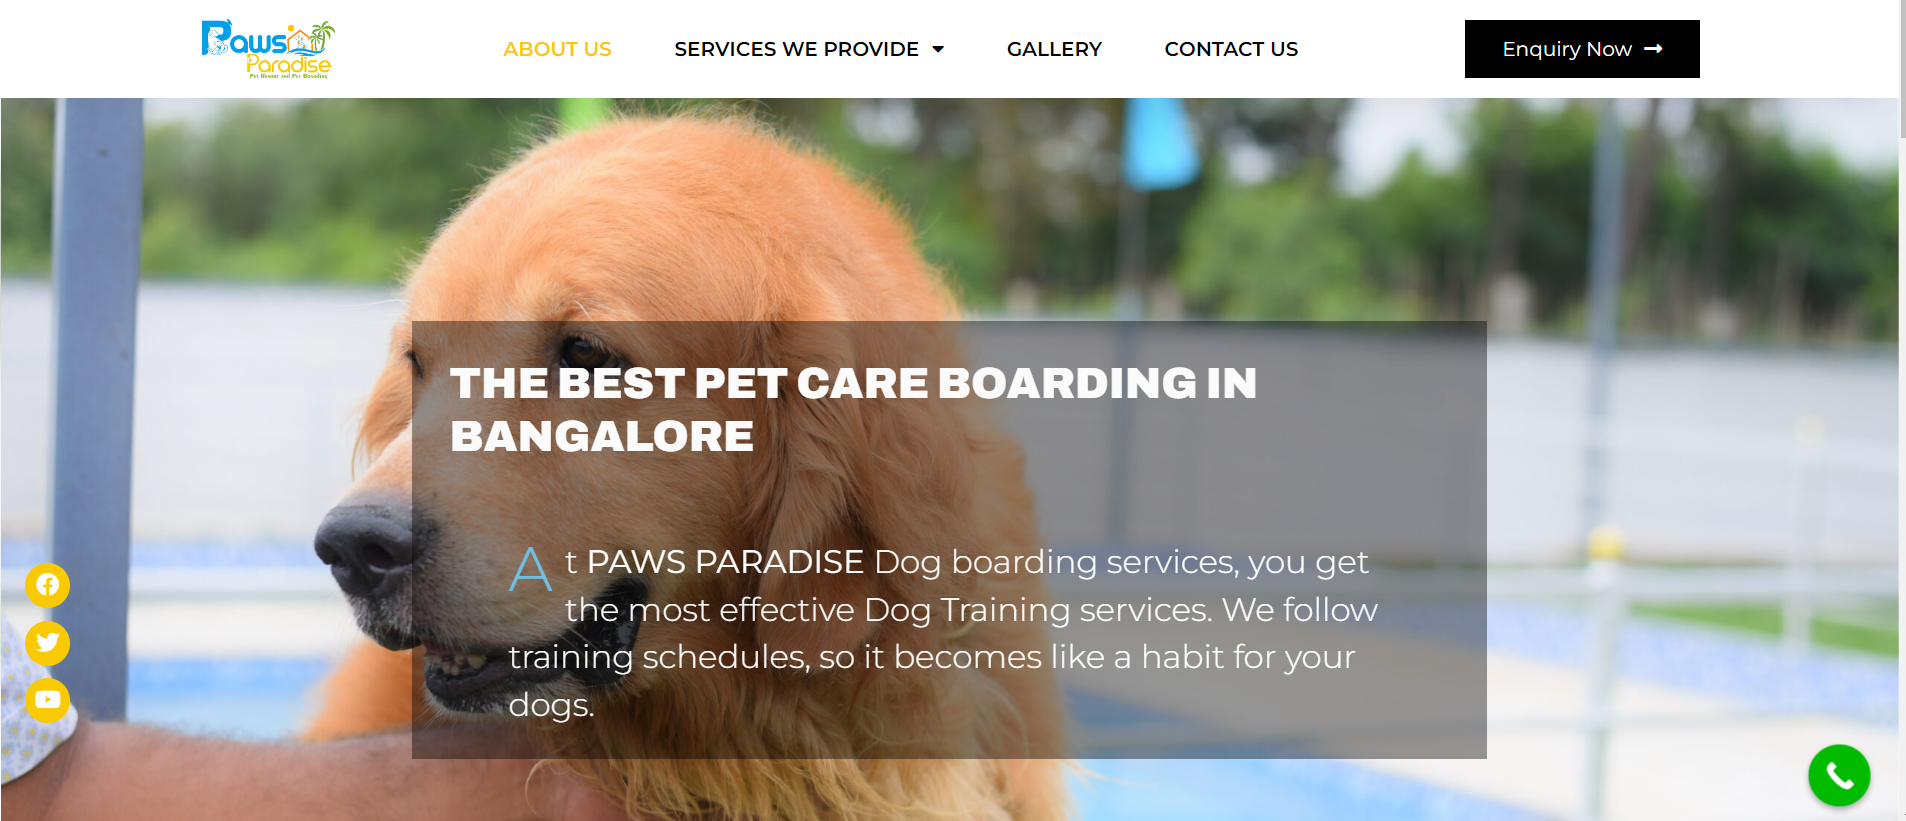 Paws
Paradise
Pet Resort and Pet Boarding
ABOUT US
SERVICES WE PROVIDE
GALLERY
CONTACT US
Enquiry Now
THE BEST PET CARE BOARDING IN
BANGALORE
At PAWS PARADISE Dog boarding services, you get
the most effective Dog Training services. We follow
training schedules, so it becomes like a habit for your
dogs.